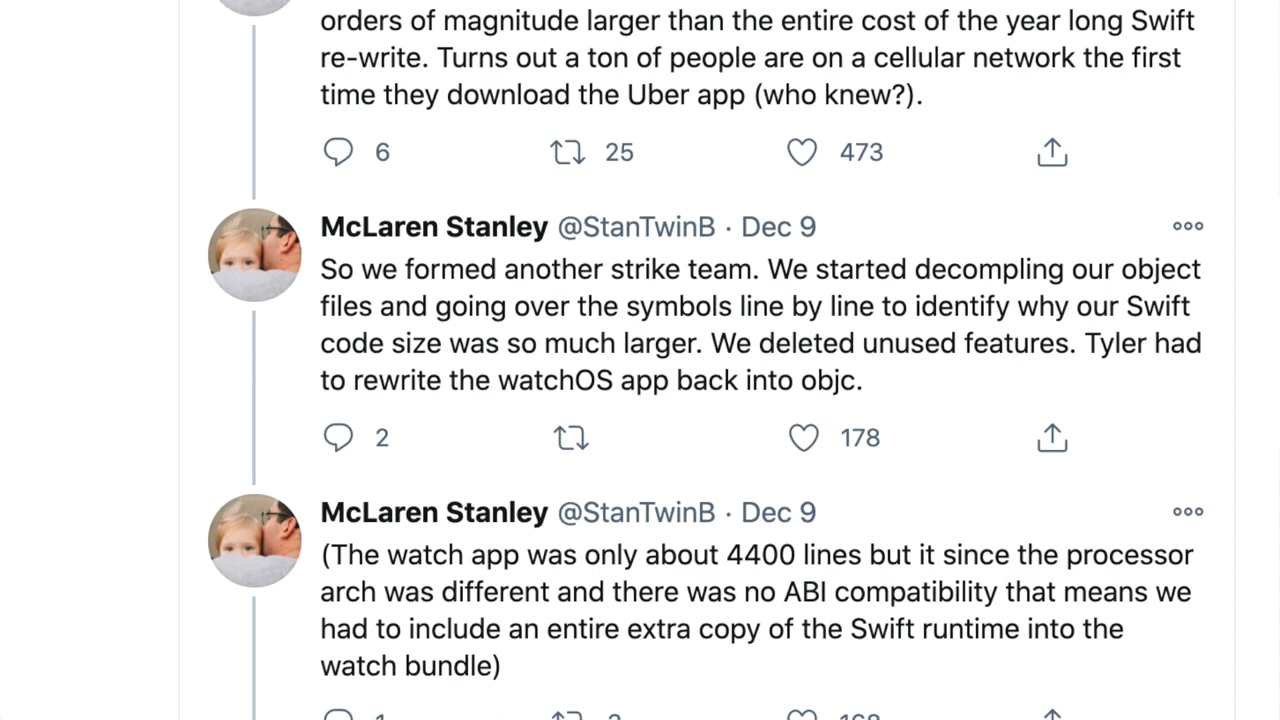 orders of magnitude larger than the entire cost of the year long Swift
re-write. Turns out a ton of people are on a cellular network the first
time they download the Uber app (who knew?).
6 25 473
McLaren Stanley @StanTwinB · Dec 9
So we formed another strike team. We started decompling our object
files and going over the symbols line by line to identify why our Swift
code size was so much larger. We deleted unused features. Tyler had
to rewrite the watchOS app back into objc.
2 178
McLaren Stanley @StanTwinB · Dec 9
(The watch app was only about 4400 lines but it since the processor
arch was different and there was no ABI compatibility that means we
had to include an entire extra copy of the Swift runtime into the
watch bundle)